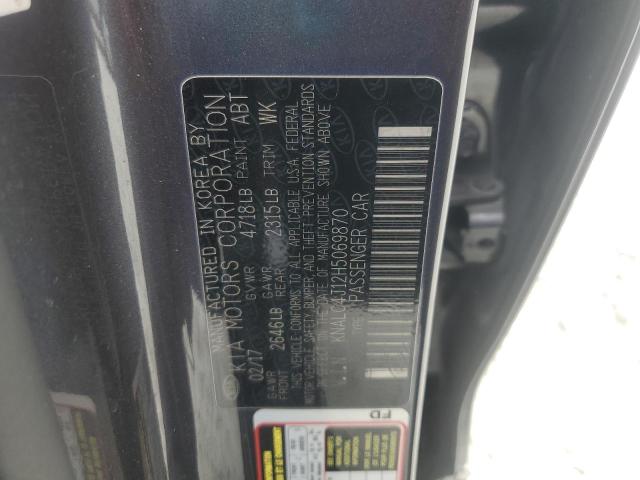 MANUFACTURED IN KOREA BY
KIA MOTORS CORPORATION
02/17 GVWR 4718LB PAINT ABT
GAWR FRONT 2646LB GAWR REAR 2315LB TRIM WK
THIS VEHICLE CONFORMS TO ALL APPLICABLE U.S.A. FEDERAL
MOTOR VEHICLE SAFETY BUMPER AND THEFT PREVENTION STANDARDS
IN EFFECT ON THE DATE OF MANUFACTURE SHOWN ABOVE
V.I.N KNALC4J12H5069870
TYPE PASSENGER CAR
FD